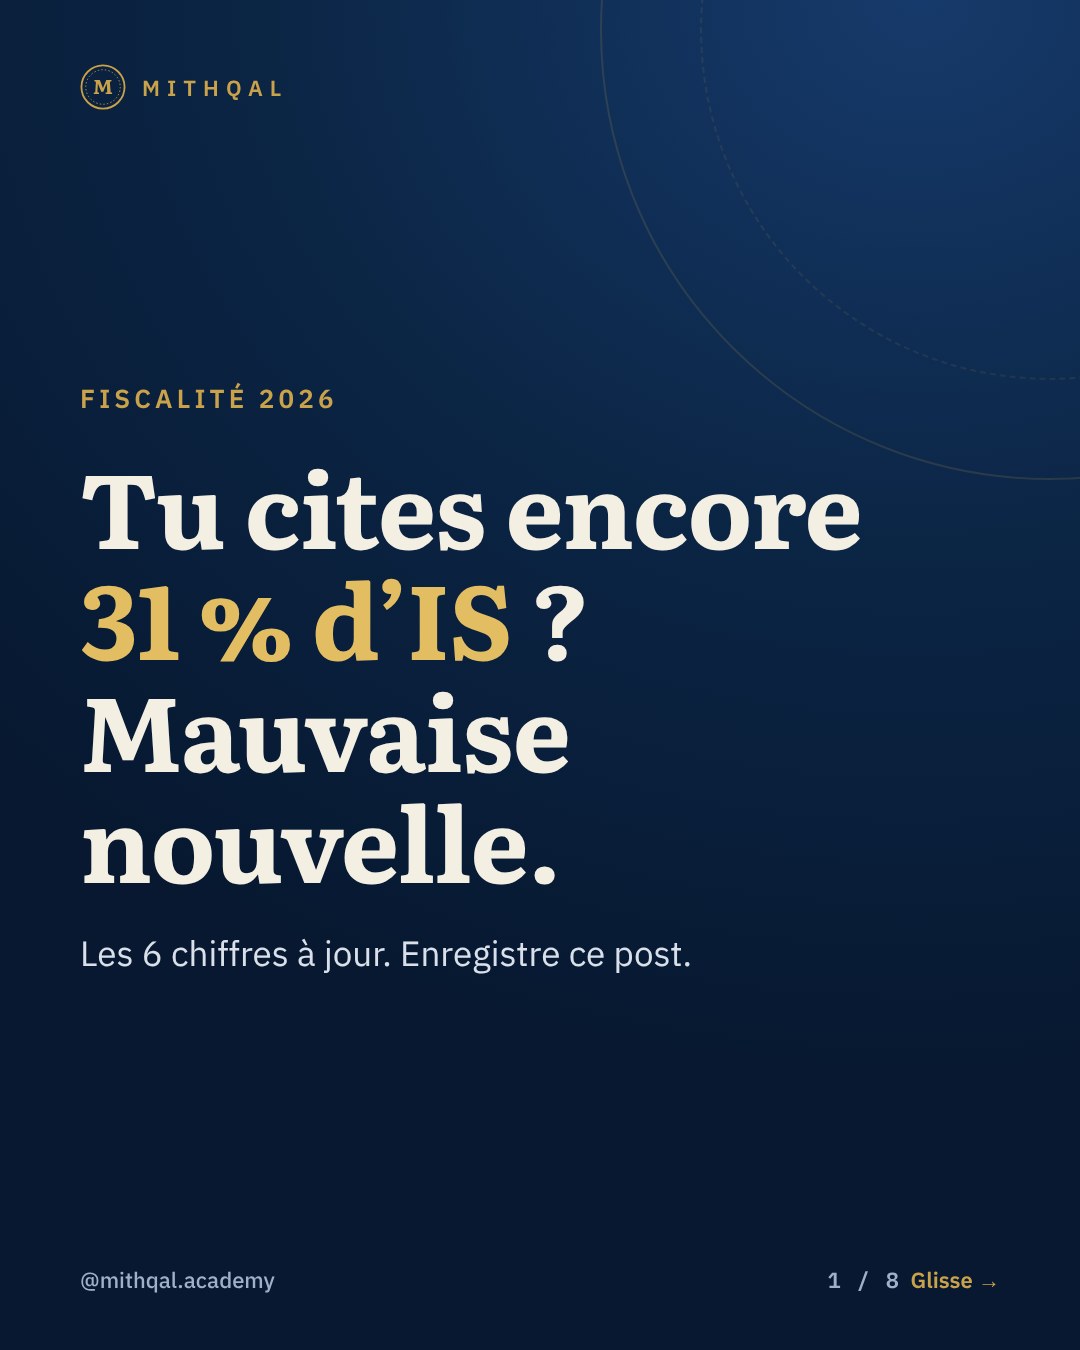 M MITHQAL
FISCALITÉ 2026
Tu cites encore
31 % d’IS ?
Mauvaise
nouvelle.
Les 6 chiffres à jour. Enregistre ce post.
@mithqal.academy
1 / 8 Glisse →